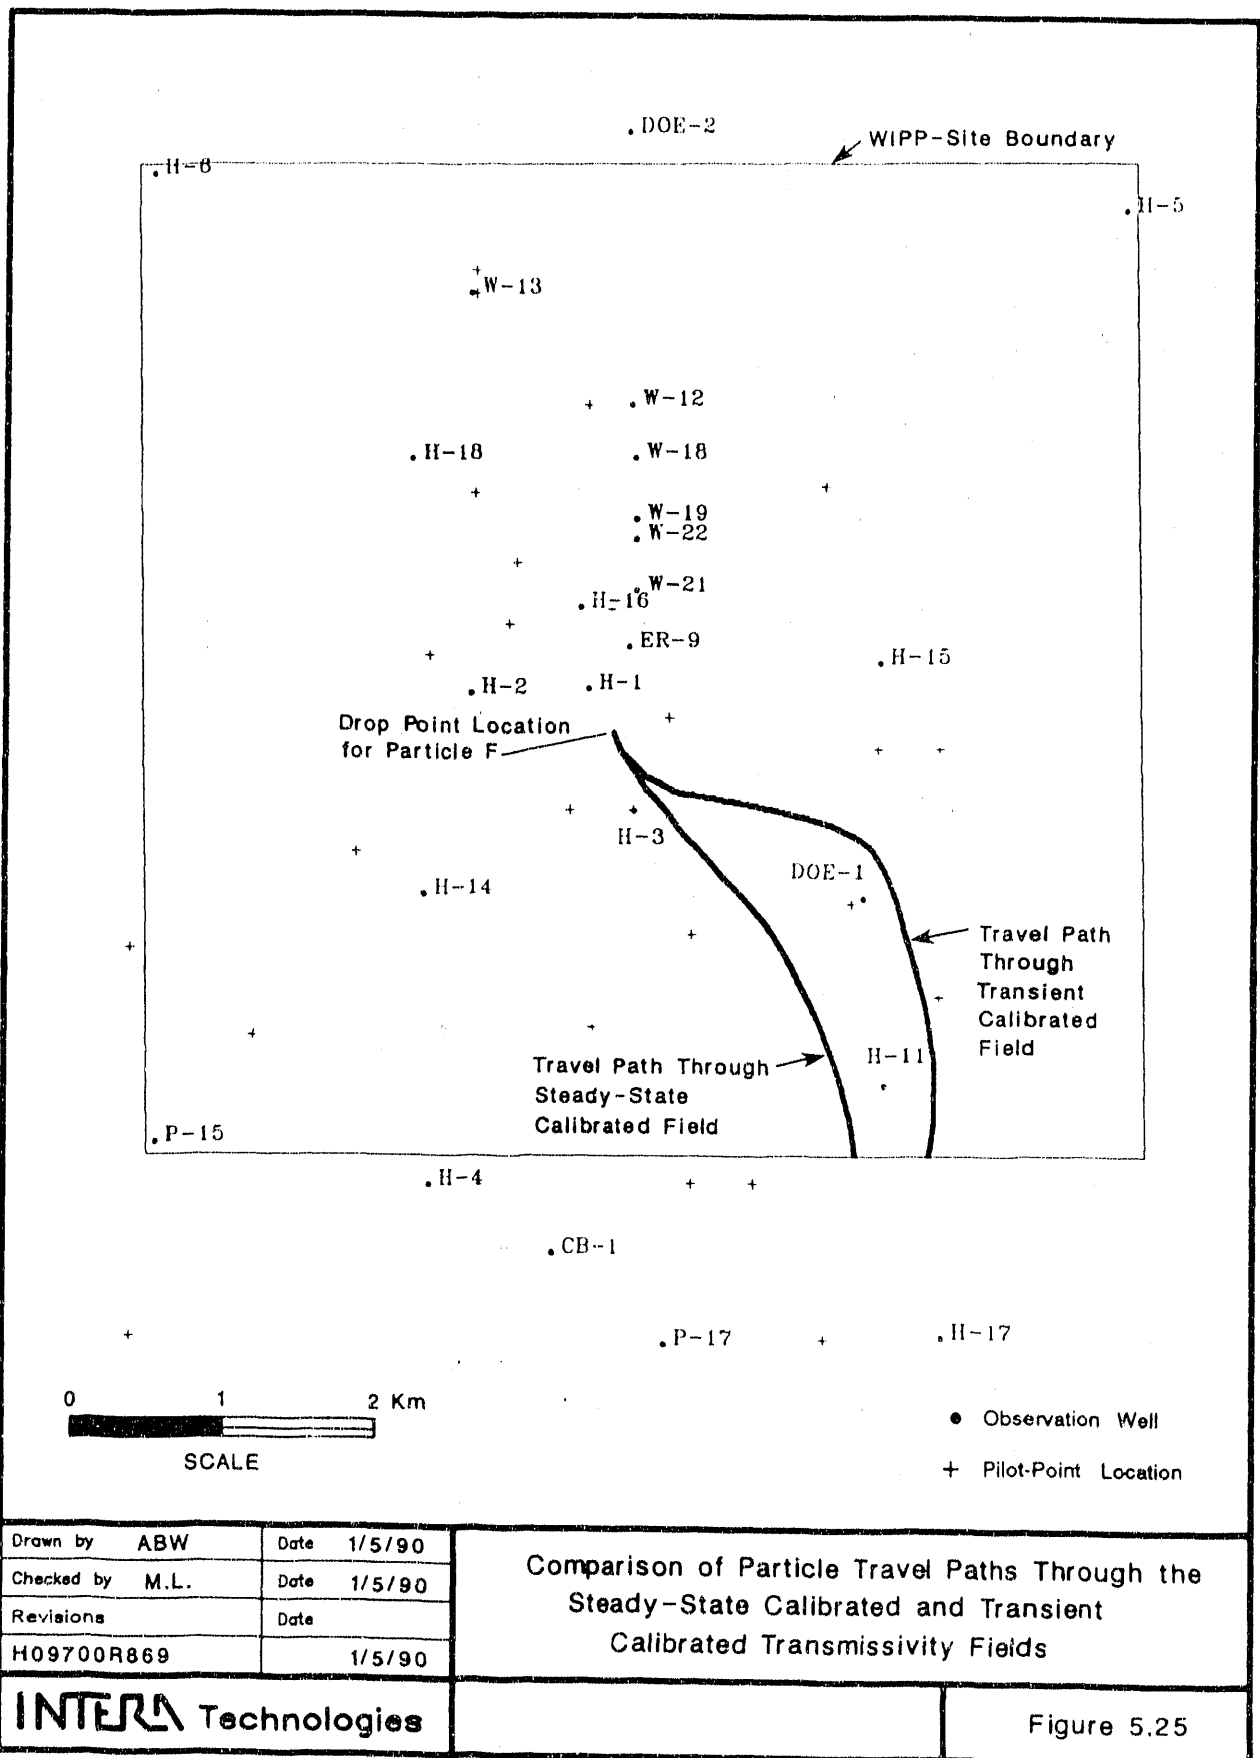 DOE-2
WIPP-Site Boundary
H-6
H-5
W-13
W-12
H-18
W-18
W-19
W-22
W-21
H-16
ER-9
H-15
H-2
H-1
Drop Point Location
for Particle F
H-3
DOE-1
H-14
Travel Path
Through
Transient
Calibrated
Field
H-11
Travel Path Through
Steady-State
Calibrated Field
P-15
H-4
CB-1
P-17
H-17
0 1 2 Km
SCALE
Observation Well
+ Pilot-Point Location
Drawn by ABW Date 1/5/90
Checked by M.L. Date 1/5/90
Revisions Date
H09700R869 1/5/90
Comparison of Particle Travel Paths Through the
Steady-State Calibrated and Transient
Calibrated Transmissivity Fields
INTERA Technologies
Figure 5.25